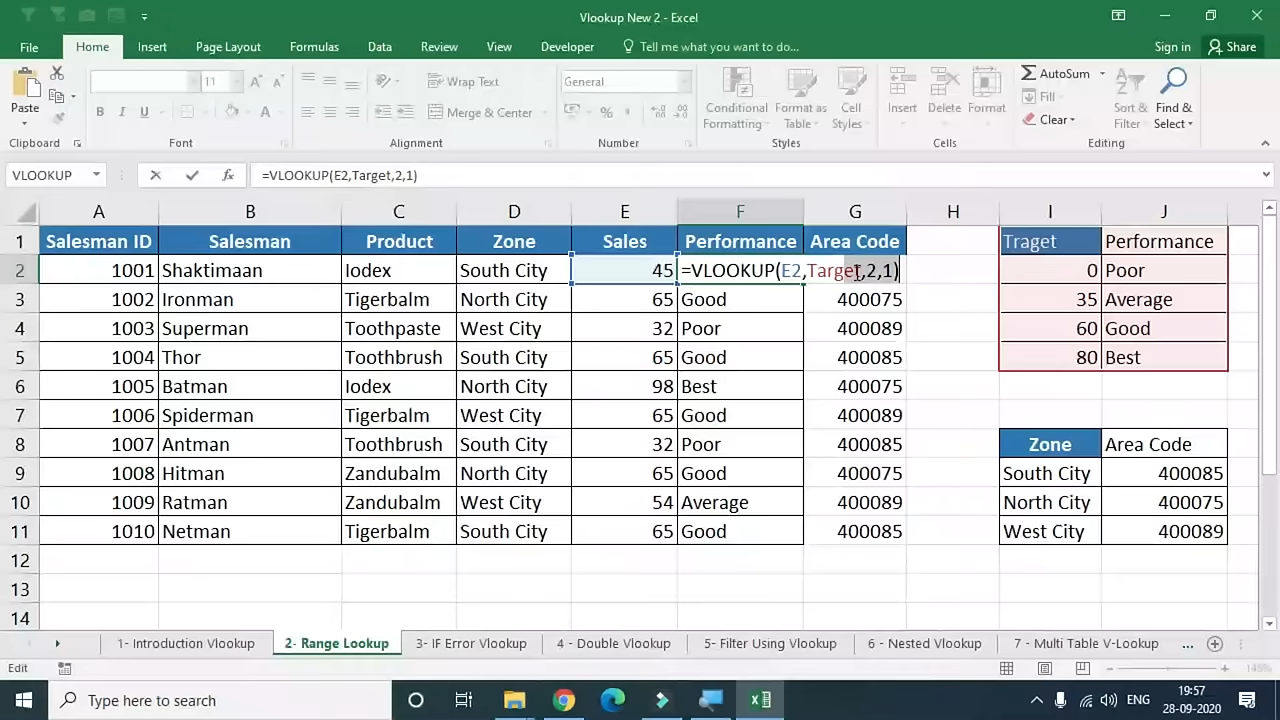 Vlookup New 2 - Excel
File Home Insert Page Layout Formulas Data Review View Developer Tell me what you want to do... Sign in Share
Paste 11 Wrap Text General Conditional Formatting Format as Table Cell Styles Insert Delete Format AutoSum Sort & Filter Find & Select
B I U A Merge & Center % Fill
Clear
Clipboard Font Alignment Number Styles Cells Editing
VLOOKUP fx =VLOOKUP(E2,Target,2,1)
A B C D E F G H I J
1 Salesman ID Salesman Product Zone Sales Performance Area Code Traget Performance
2 1001 Shaktimaan Iodex South City 45 =VLOOKUP(E2,Target,2,1) 0 Poor
3 1002 Ironman Tigerbalm North City 65 Good 400075 35 Average
4 1003 Superman Toothpaste West City 32 Poor 400089 60 Good
5 1004 Thor Toothbrush South City 65 Good 400085 80 Best
6 1005 Batman Iodex North City 98 Best 400075
7 1006 Spiderman Tigerbalm West City 65 Good 400089
8 1007 Antman Toothbrush South City 32 Poor 400085 Zone Area Code
9 1008 Hitman Zandubalm North City 65 Good 400075 South City 400085
10 1009 Ratman Zandubalm West City 54 Average 400089 North City 400075
11 1010 Netman Tigerbalm South City 65 Good 400085 West City 400089
12
13
14
1- Introduction Vlookup 2- Range Lookup 3- IF Error Vlookup 4 - Double Vlookup 5- Filter Using Vlookup 6 - Nested Vlookup 7 - Multi Table V-Lookup ...
Edit 145%
Type here to search ENG 19:57
28-09-2020